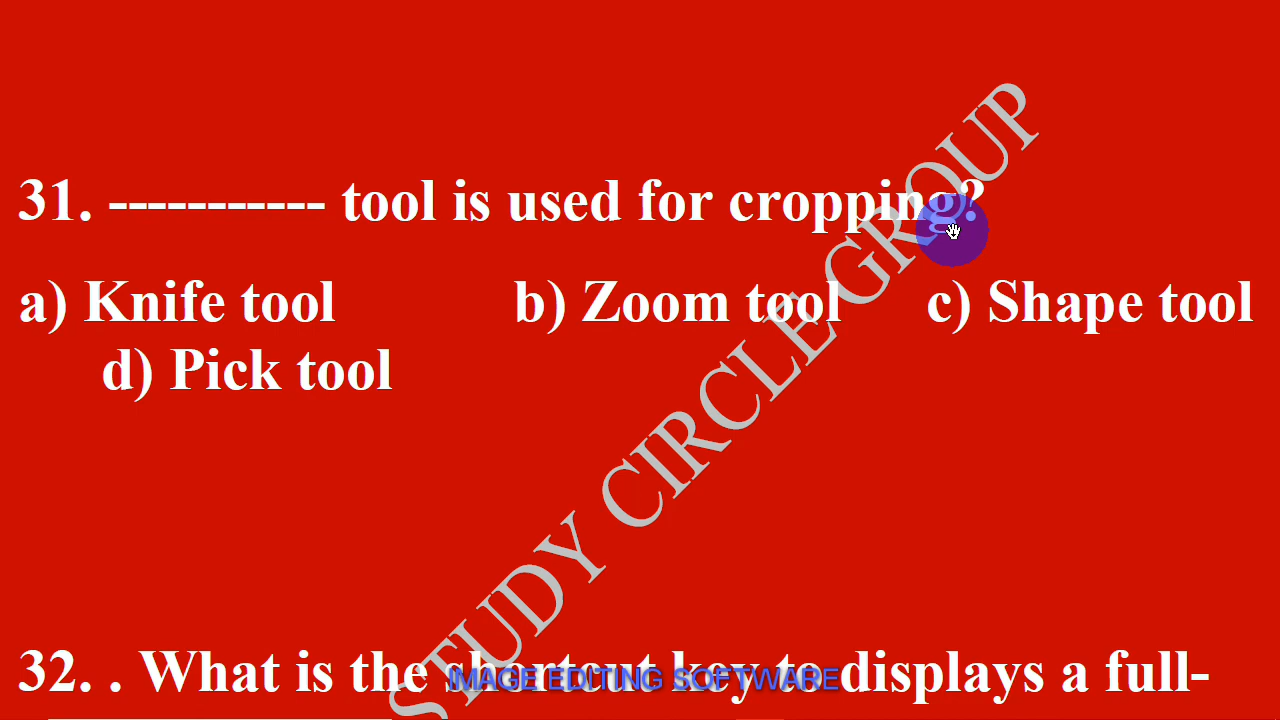 31. ----------- tool is used for cropping?
a) Knife tool b) Zoom tool c) Shape tool
d) Pick tool
32. . What is the shortcut key to displays a full-
IMAGE EDITING SOFTWARE
STUDY CIRCLE GROUP